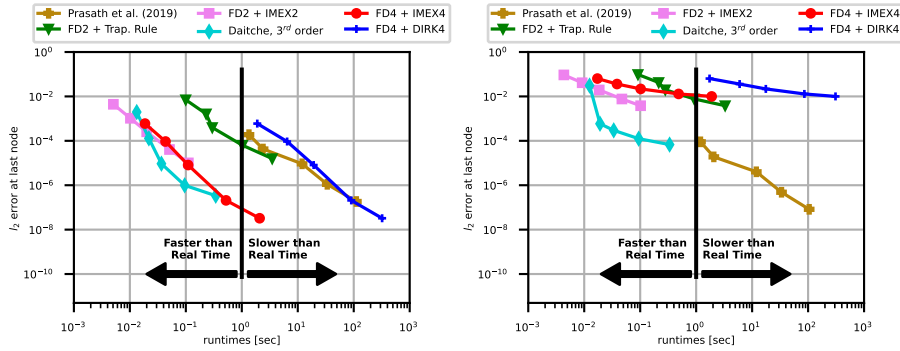 Prasath et al. (2019)
FD2 + Trap. Rule
FD2 + IMEX2
Daitche, 3rd order
FD4 + IMEX4
FD4 + DIRK4
10^0
10^−2
10^−4
10^−6
10^−8
10^−10
l2 error at last node
Faster than
Real Time
Slower than
Real Time
10^−3
10^−2
10^−1
10^0
10^1
10^2
10^3
runtimes [sec]
Prasath et al. (2019)
FD2 + Trap. Rule
FD2 + IMEX2
Daitche, 3rd order
FD4 + IMEX4
FD4 + DIRK4
10^0
10^−2
10^−4
10^−6
10^−8
10^−10
l2 error at last node
Faster than
Real Time
Slower than
Real Time
10^−3
10^−2
10^−1
10^0
10^1
10^2
10^3
runtimes [sec]